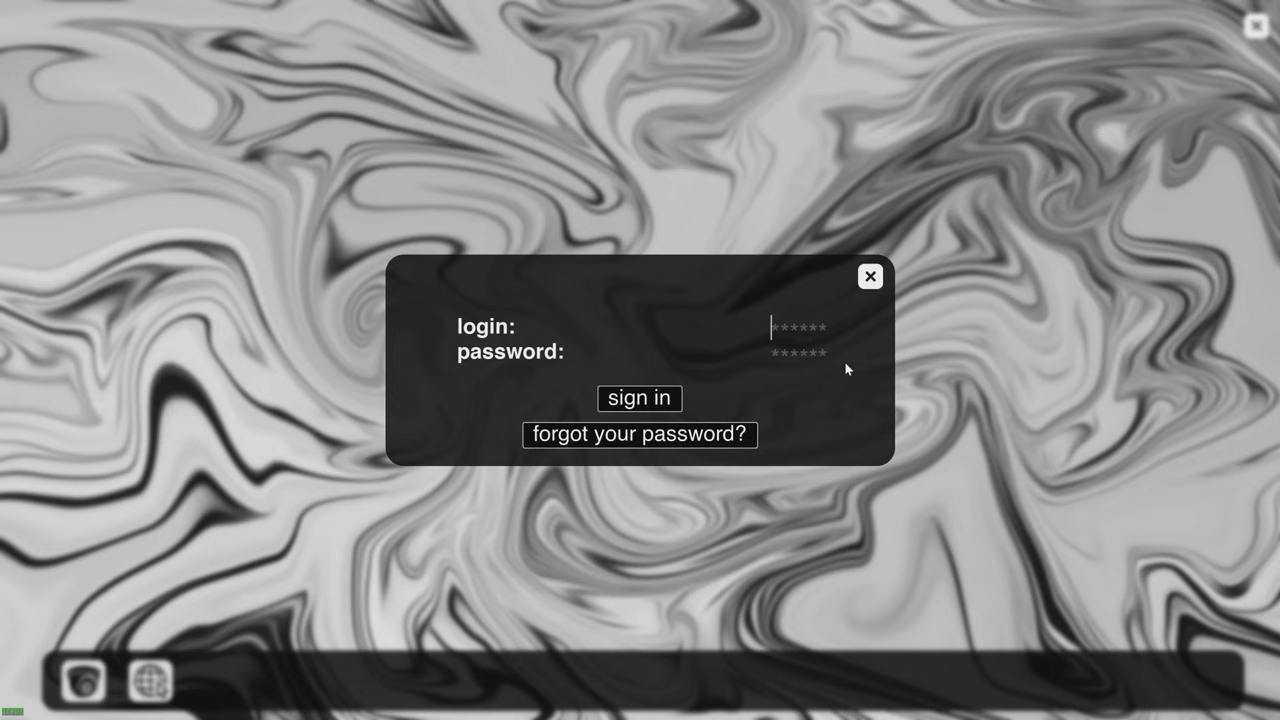 login: ******
password: ******
sign in
forgot your password?